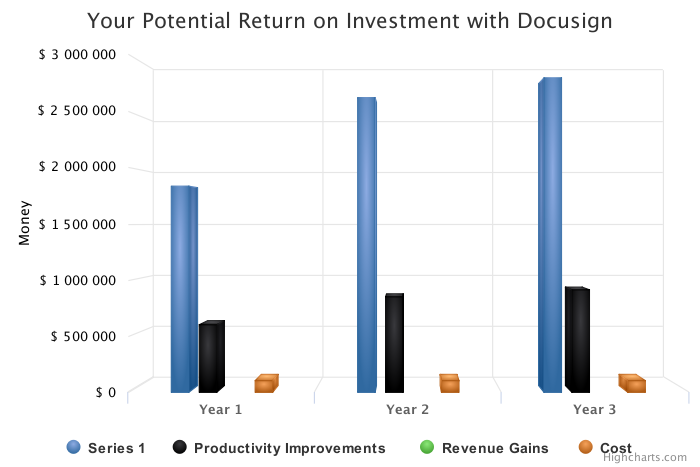 Your Potential Return on Investment with Docusign
$ 3 000 000
$ 2 500 000
$ 2 000 000
$ 1 500 000
$ 1 000 000
$ 500 000
$ 0
Money
Year 1 Year 2 Year 3
Series 1 Productivity Improvements Revenue Gains Cost
Highcharts.com